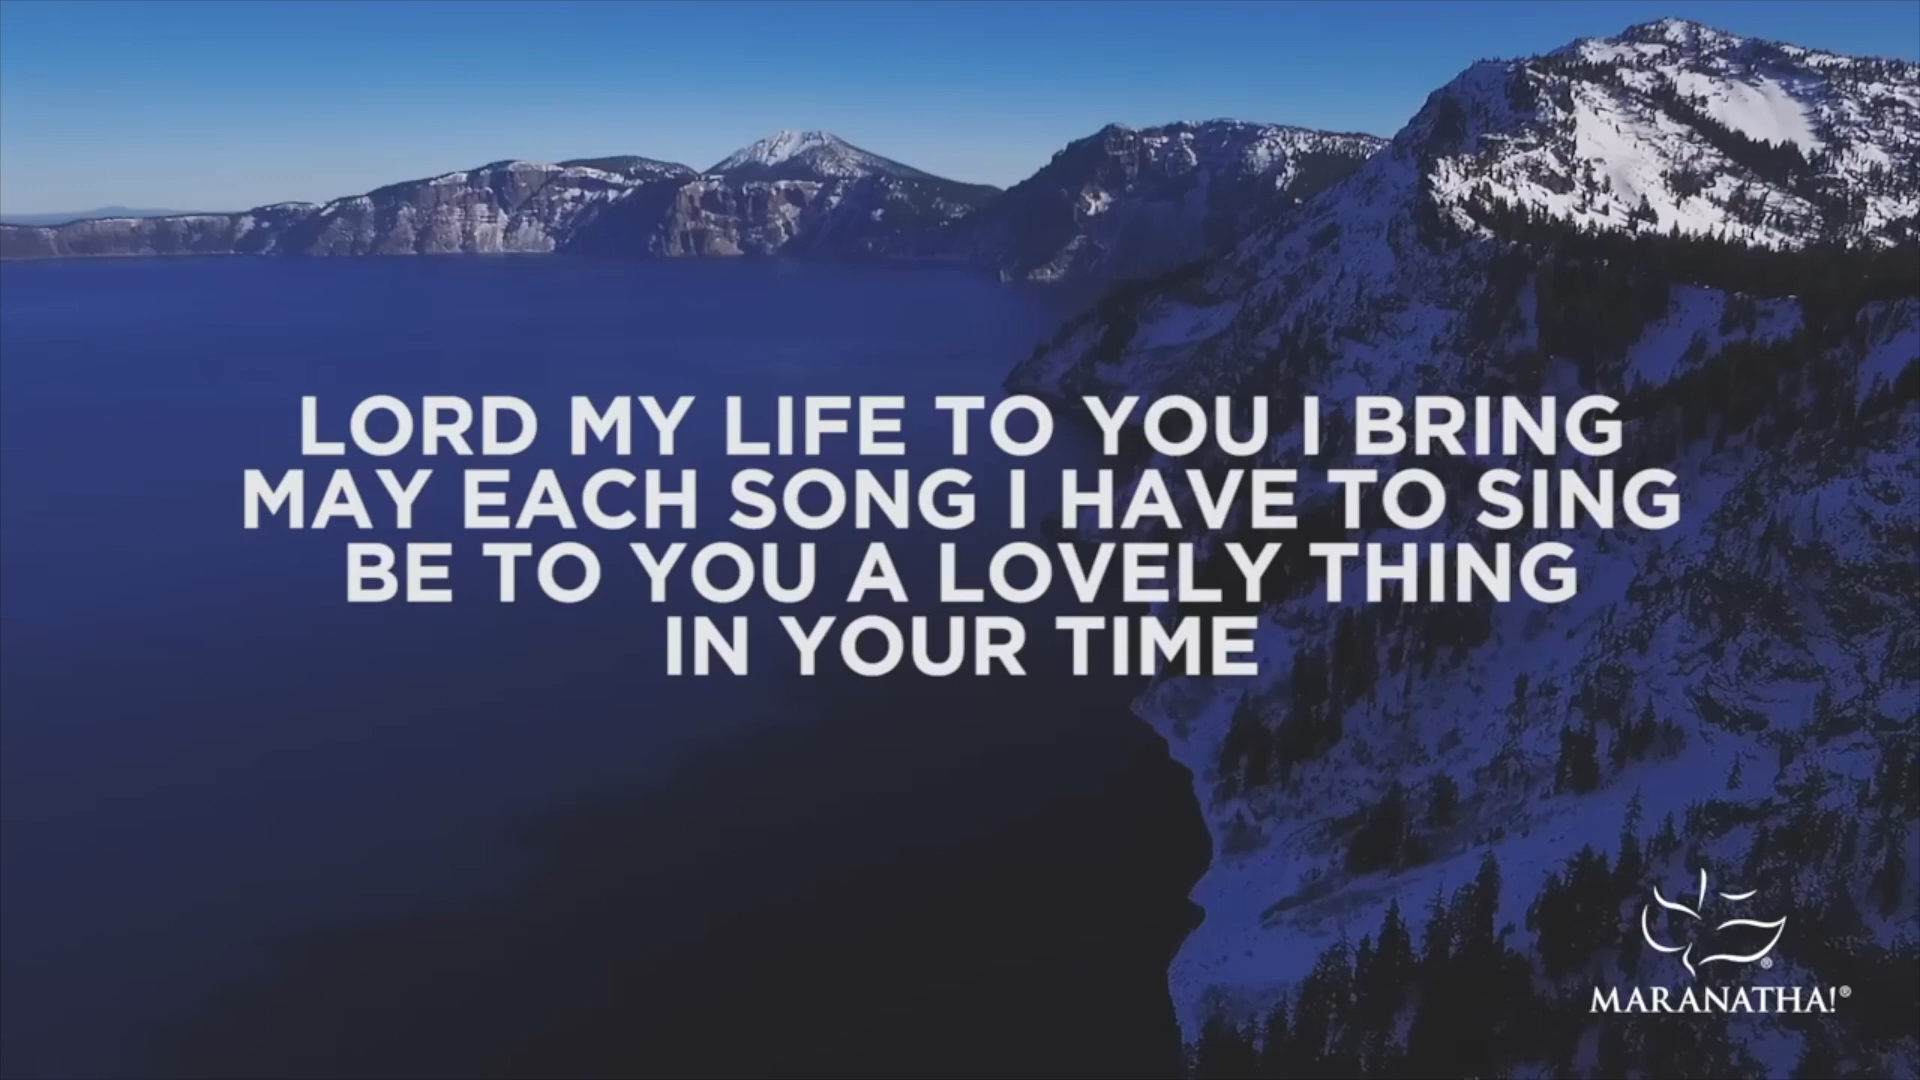 LORD MY LIFE TO YOU I BRING
MAY EACH SONG I HAVE TO SING
BE TO YOU A LOVELY THING
IN YOUR TIME
®
MARANATHA!®